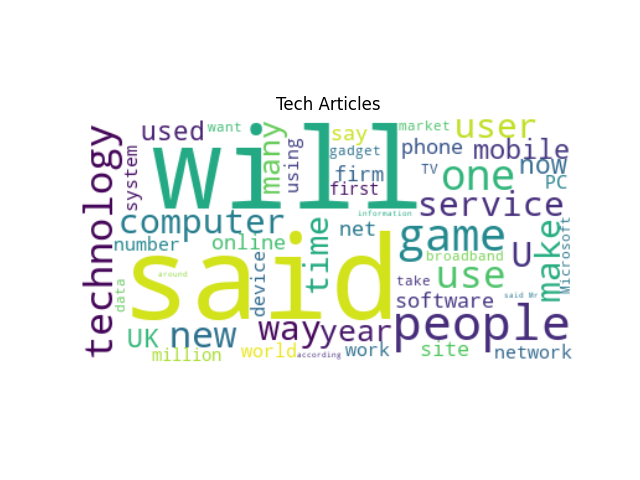 Tech Articles
technology
system
used
want
will
many
using
say
gadget
firm
first
market
user
phone
mobile
TV
one
now
PC
service
information
computer
number
online
time
net
game
broadband
U
make
Microsoft
said
around
data
device
take
use
software
said Mr
UK
new
way
year
people
million
world
according
work
site
network